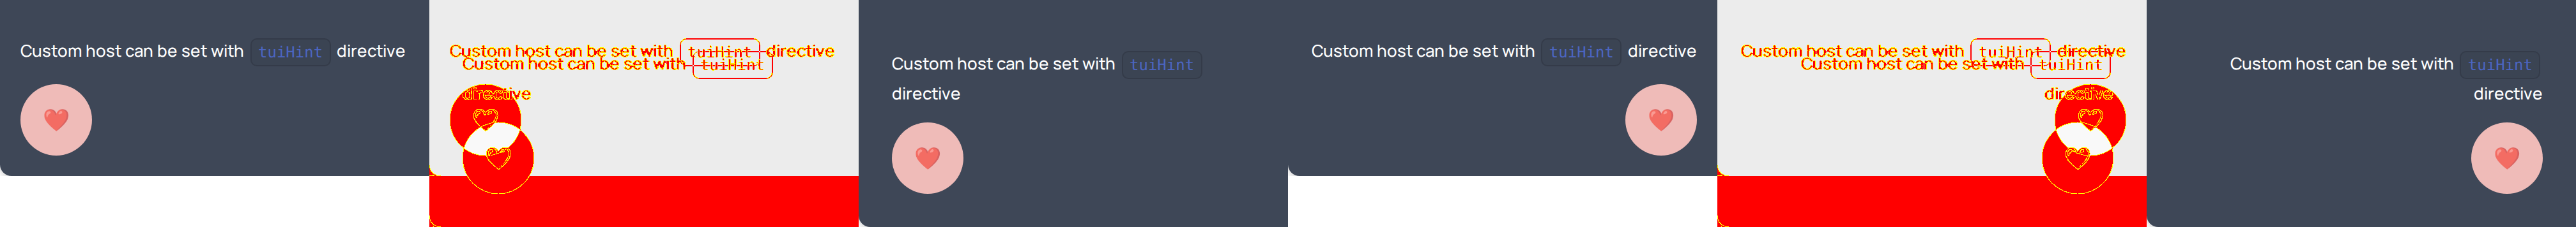 Custom host can be set with tuiHint directive
Custom host can be set with tuiHint directive
Custom host can be set with tuiHint
directive
Custom host can be set with tuiHint
directive
Custom host can be set with tuiHint directive
Custom host can be set with tuiHint directive
Custom host can be set with tuiHint
directive
Custom host can be set with tuiHint
directive